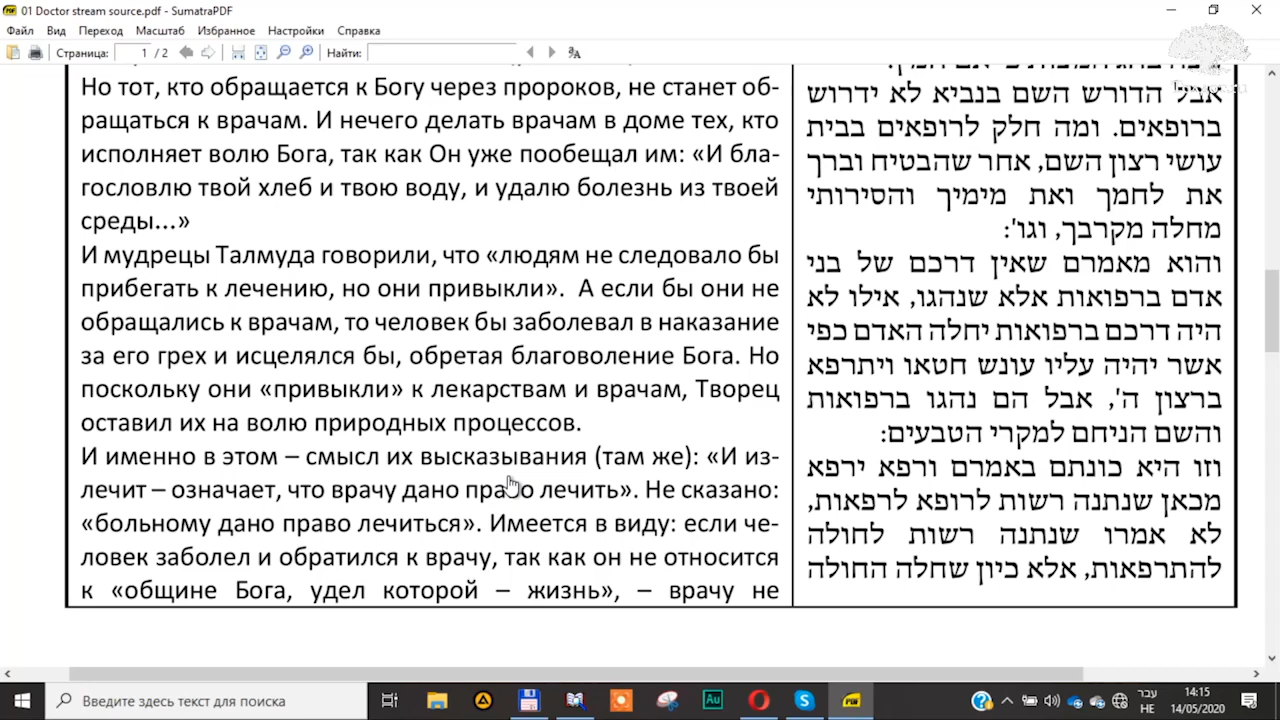 01 Doctor stream source.pdf - SumatraPDF
Файл Вид Переход Масштаб Избранное Настройки Справка
Страница: 1 / 2 Найти:
Но тот, кто обращается к Богу через пророков, не станет об-
ращаться к врачам. И нечего делать врачам в доме тех, кто
исполняет волю Бога, так как Он уже пообещал им: «И бла-
гословлю твой хлеб и твою воду, и удалю болезнь из твоей
среды...»
И мудрецы Талмуда говорили, что «людям не следовало бы
прибегать к лечению, но они привыкли». А если бы они не
обращались к врачам, то человек бы заболевал в наказание
за его грех и исцелялся бы, обретая благоволение Бога. Но
поскольку они «привыкли» к лекарствам и врачам, Творец
оставил их на волю природных процессов.
И именно в этом – смысл их высказывания (там же): «И из-
лечит – означает, что врачу дано право лечить». Не сказано:
«больному дано право лечиться». Имеется в виду: если че-
ловек заболел и обратился к врачу, так как он не относится
к «общине Бога, удел которой – жизнь», – врачу не
אבל הדורש השם בנביא לא ידרוש
ברופאים. ומה חלק לרופאים בבית
עושי רצון השם, אחר שהבטיח וברך
את לחמך ואת מימיך והסירותי
מחלה מקרבך, וגו':
והוא מאמרם שאין דרכם של בני
אדם ברפואות אלא שנהגו, אילו לא
היה דרכם ברפואות יחלה האדם כפי
אשר יהיה עליו עונש חטאו ויתרפא
ברצון ה', אבל הם נהגו ברפואות
והשם הניחם למקרי הטבעים:
וזו היא כונתם באמרם ורפא ירפא
מכאן שנתנה רשות לרופא לרפאות,
לא אמרו שנתנה רשות לחולה
להתרפאות, אלא כיון שחלה החולה
Введите здесь текст для поиска
Au
עבר
HE
14:15
14/05/2020